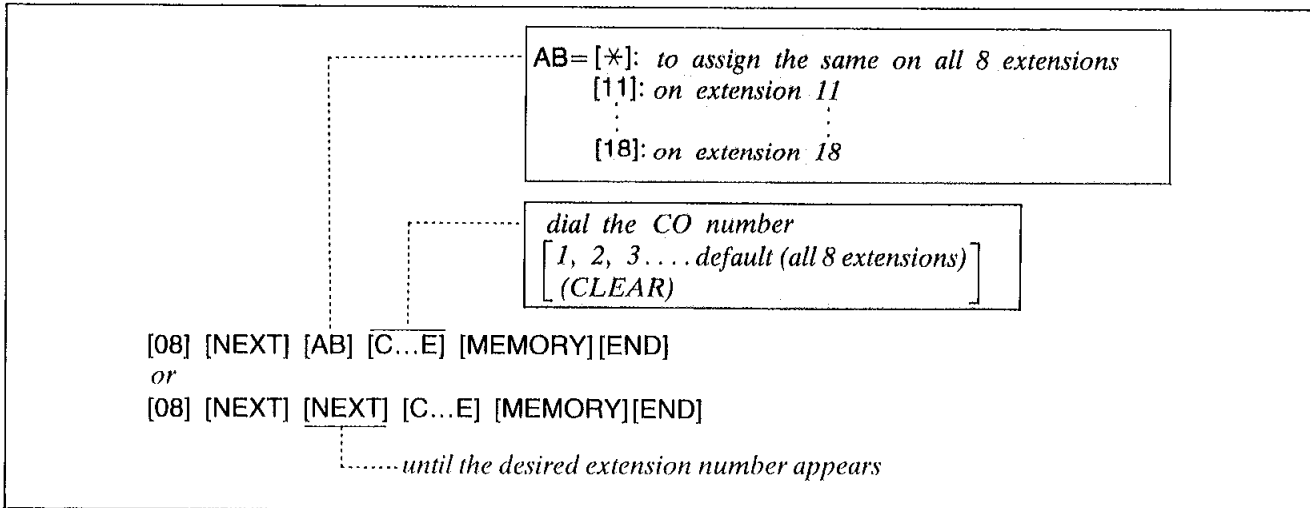 AB=[✳]: to assign the same on all 8 extensions
[11]: on extension 11
[18]: on extension 18
dial the CO number
1, 2, 3.... default (all 8 extensions)
(CLEAR)
[08] [NEXT] [AB] [C...E] [MEMORY] [END]
or
[08] [NEXT] [NEXT] [C...E] [MEMORY] [END]
until the desired extension number appears